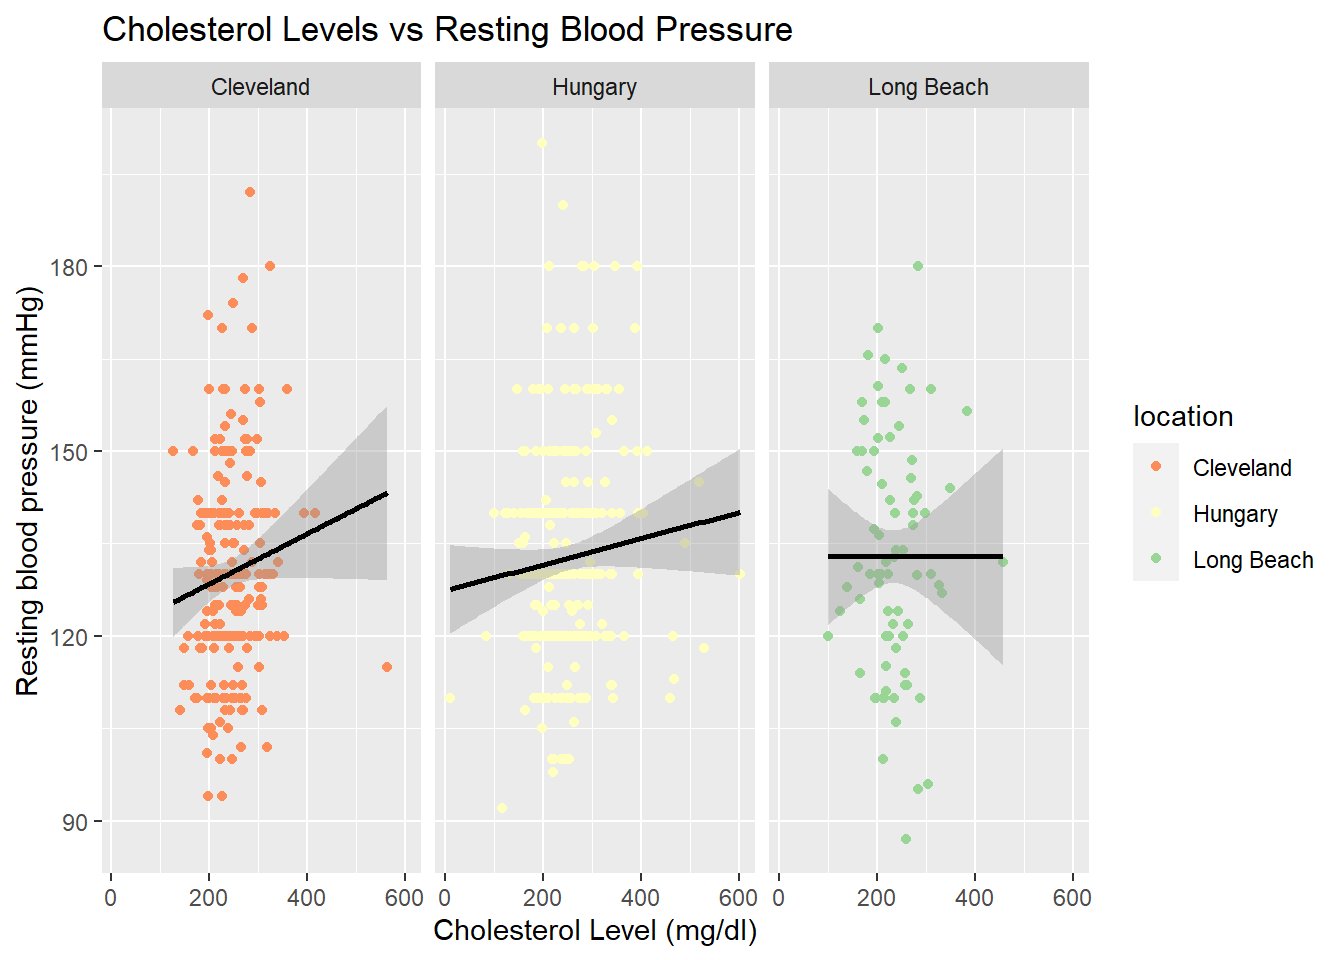 Cholesterol Levels vs Resting Blood Pressure
Cleveland
Hungary
Long Beach
Resting blood pressure (mmHg)
180
150
120
90
0
200
400
600
0
200
400
600
0
200
400
600
Cholesterol Level (mg/dl)
location
Cleveland
Hungary
Long Beach